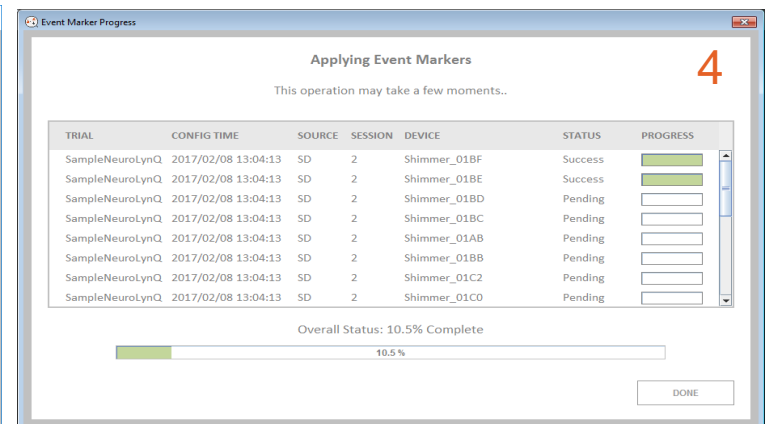 Event Marker Progress
Applying Event Markers
4
This operation may take a few moments..
TRIAL CONFIG TIME SOURCE SESSION DEVICE STATUS PROGRESS
SampleNeuroLynQ 2017/02/08 13:04:13 SD 2 Shimmer_01BF Success
SampleNeuroLynQ 2017/02/08 13:04:13 SD 2 Shimmer_01BE Success
SampleNeuroLynQ 2017/02/08 13:04:13 SD 2 Shimmer_01BD Pending
SampleNeuroLynQ 2017/02/08 13:04:13 SD 2 Shimmer_01BC Pending
SampleNeuroLynQ 2017/02/08 13:04:13 SD 2 Shimmer_01AB Pending
SampleNeuroLynQ 2017/02/08 13:04:13 SD 2 Shimmer_01BB Pending
SampleNeuroLynQ 2017/02/08 13:04:13 SD 2 Shimmer_01C2 Pending
SampleNeuroLynQ 2017/02/08 13:04:13 SD 2 Shimmer_01C0 Pending
Overall Status: 10.5% Complete
10.5 %
DONE